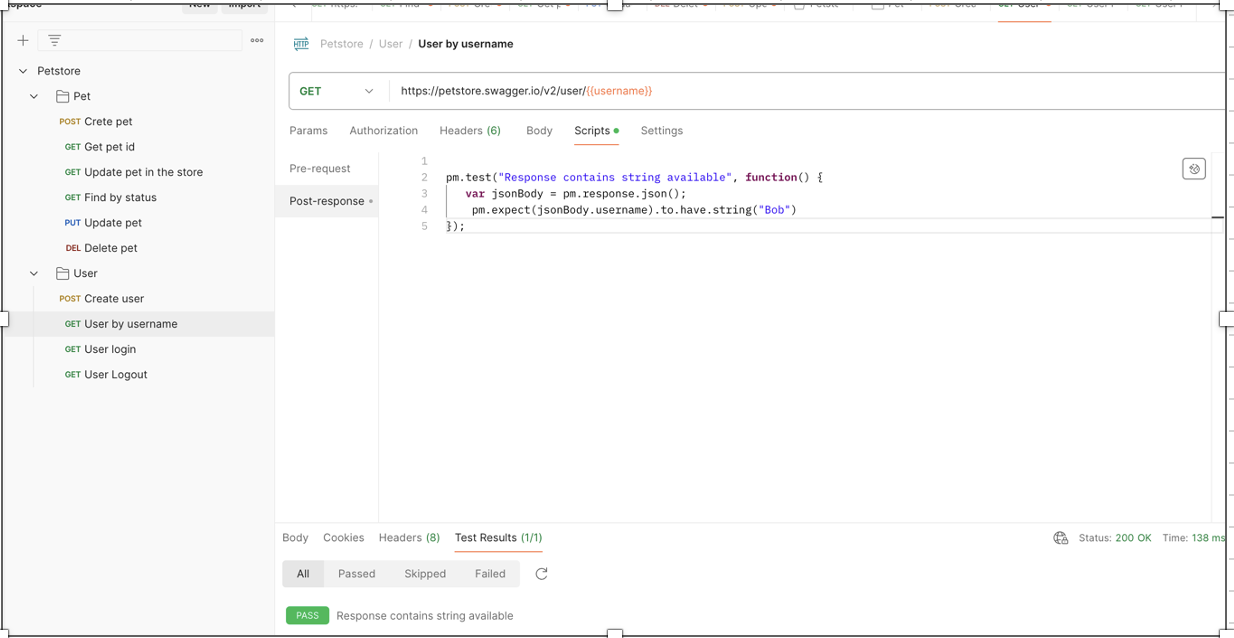 New Import
Petstore / User / User by username
Petstore
GET https://petstore.swagger.io/v2/user/{{username}}
Pet
POST Crete pet
GET Get pet id
GET Update pet in the store
GET Find by status
PUT Update pet
DEL Delete pet
User
POST Create user
GET User by username
GET User login
GET User Logout
Params Authorization Headers (6) Body Scripts Settings
Pre-request
Post-response
1
2 pm.test("Response contains string available", function() {
3 var jsonBody = pm.response.json();
4 pm.expect(jsonBody.username).to.have.string("Bob")
5 });
Body Cookies Headers (8) Test Results (1/1) Status: 200 OK Time: 138 ms
All Passed Skipped Failed
PASS Response contains string available